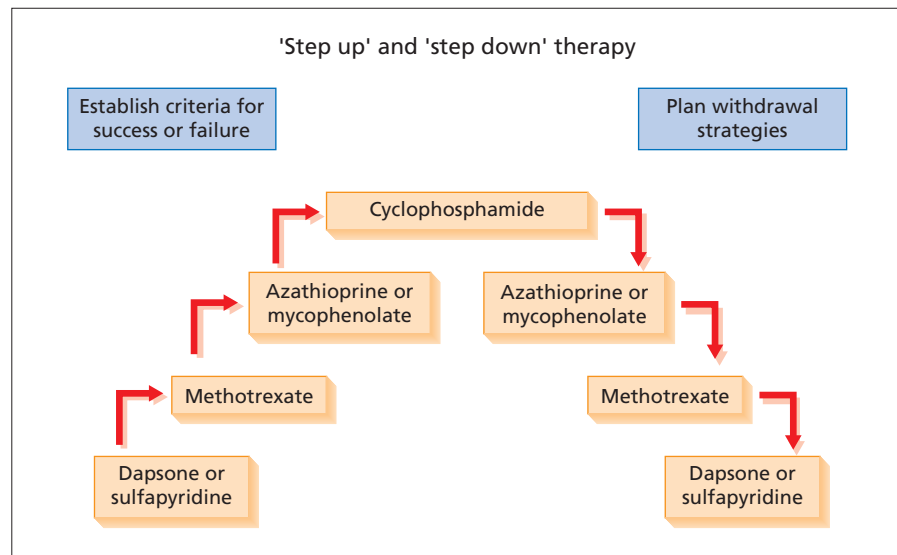 'Step up' and 'step down' therapy
Establish criteria for
success or failure
Plan withdrawal
strategies
Cyclophosphamide
Azathioprine or
mycophenolate
Azathioprine or
mycophenolate
Methotrexate
Methotrexate
Dapsone or
sulfapyridine
Dapsone or
sulfapyridine